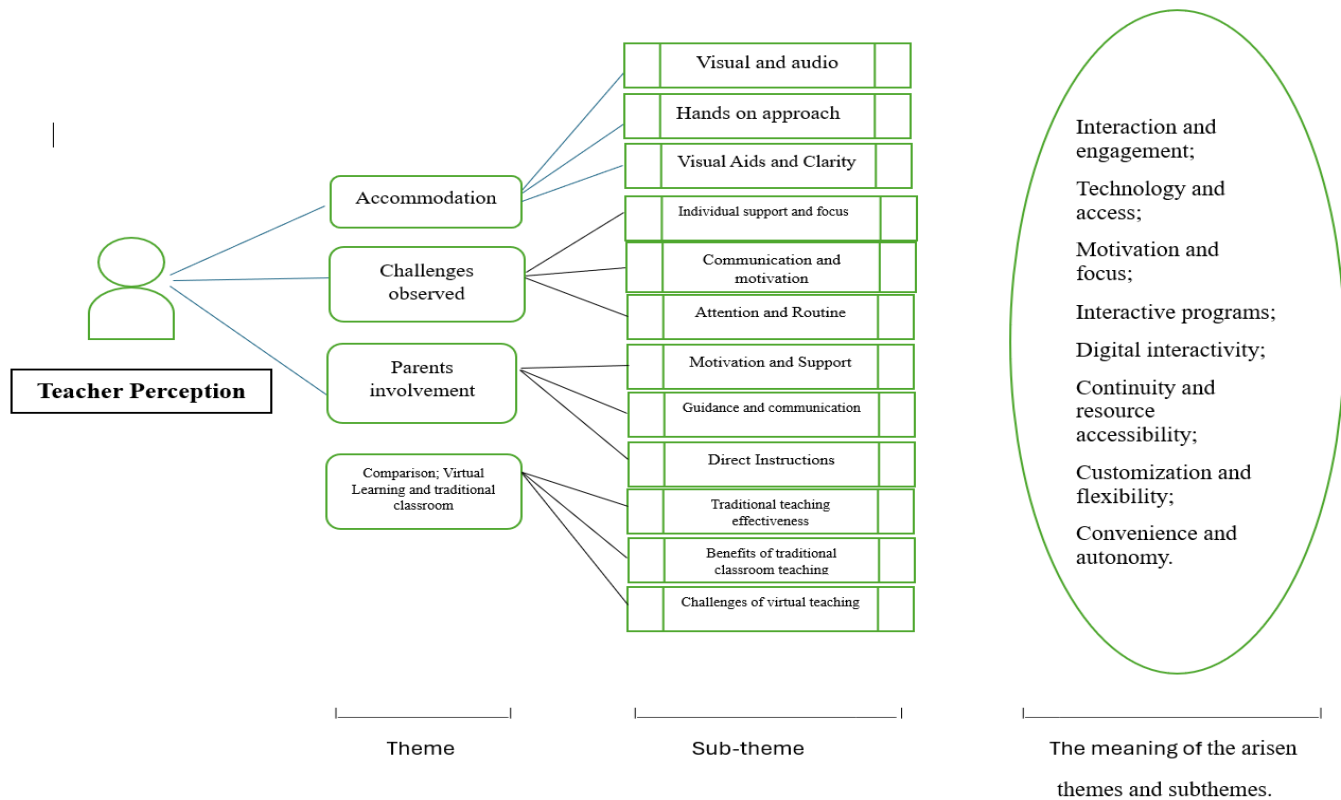 Teacher Perception
Accommodation
Challenges
observed
Parents
involvement
Comparison; Virtual
Learning and traditional
classroom
Visual and audio
Hands on approach
Visual Aids and Clarity
Individual support and focus
Communication and
motivation
Attention and Routine
Motivation and Support
Guidance and communication
Direct Instructions
Traditional teaching
effectiveness
Benefits of traditional
classroom teaching
Challenges of virtual teaching
Interaction and
engagement;
Technology and
access;
Motivation and
focus;
Interactive programs;
Digital interactivity;
Continuity and
resource
accessibility;
Customization and
flexibility;
Convenience and
autonomy.
Theme
Sub-theme
The meaning of the arisen
themes and subthemes.